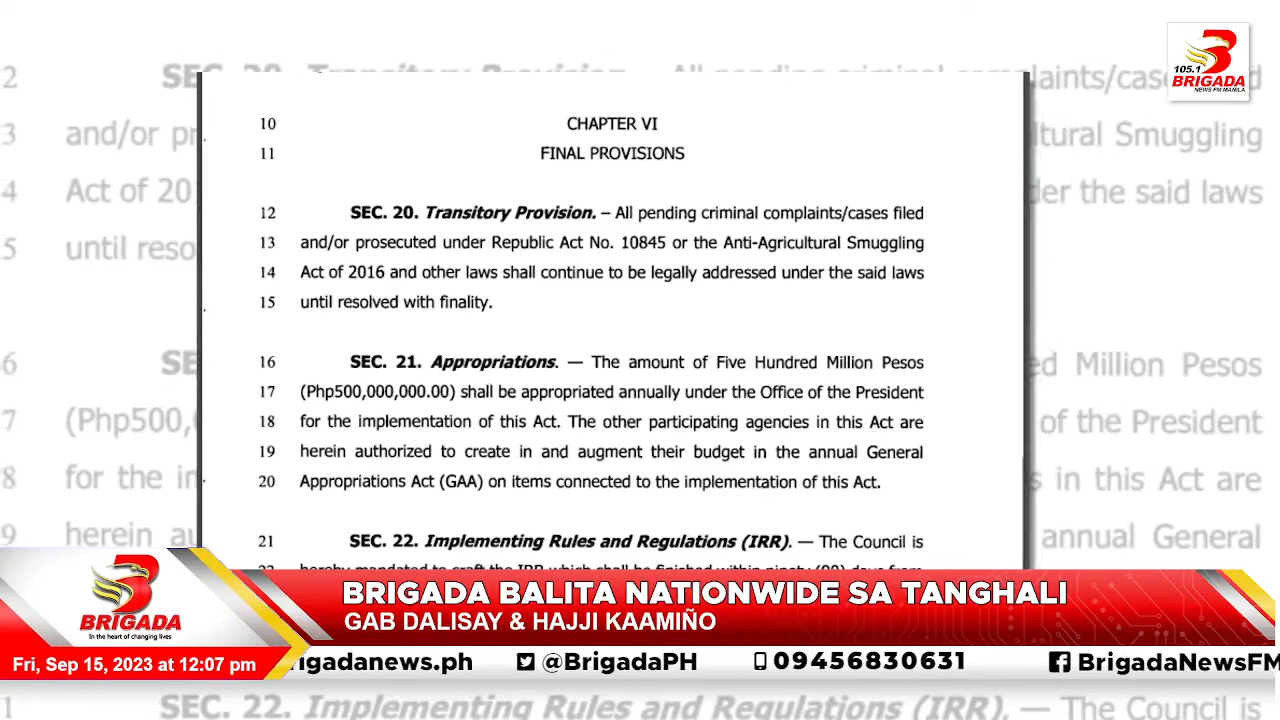 105.1
BRIGADA
NEWS FM MANILA
10 CHAPTER VI
11 FINAL PROVISIONS
12 SEC. 20. Transitory Provision. – All pending criminal complaints/cases filed
13 and/or prosecuted under Republic Act No. 10845 or the Anti-Agricultural Smuggling
14 Act of 2016 and other laws shall continue to be legally addressed under the said laws
15 until resolved with finality.
16 SEC. 21. Appropriations. — The amount of Five Hundred Million Pesos
17 (Php500,000,000.00) shall be appropriated annually under the Office of the President
18 for the implementation of this Act. The other participating agencies in this Act are
19 herein authorized to create in and augment their budget in the annual General
20 Appropriations Act (GAA) on items connected to the implementation of this Act.
21 SEC. 22. Implementing Rules and Regulations (IRR). — The Council is
BRIGADA
In the heart of changing lives
BRIGADA BALITA NATIONWIDE SA TANGHALI
GAB DALISAY & HAJJI KAAMIÑO
Fri, Sep 15, 2023 at 12:07 pm
rigadanews.ph @BrigadaPH 09456830631 BrigadaNewsFM